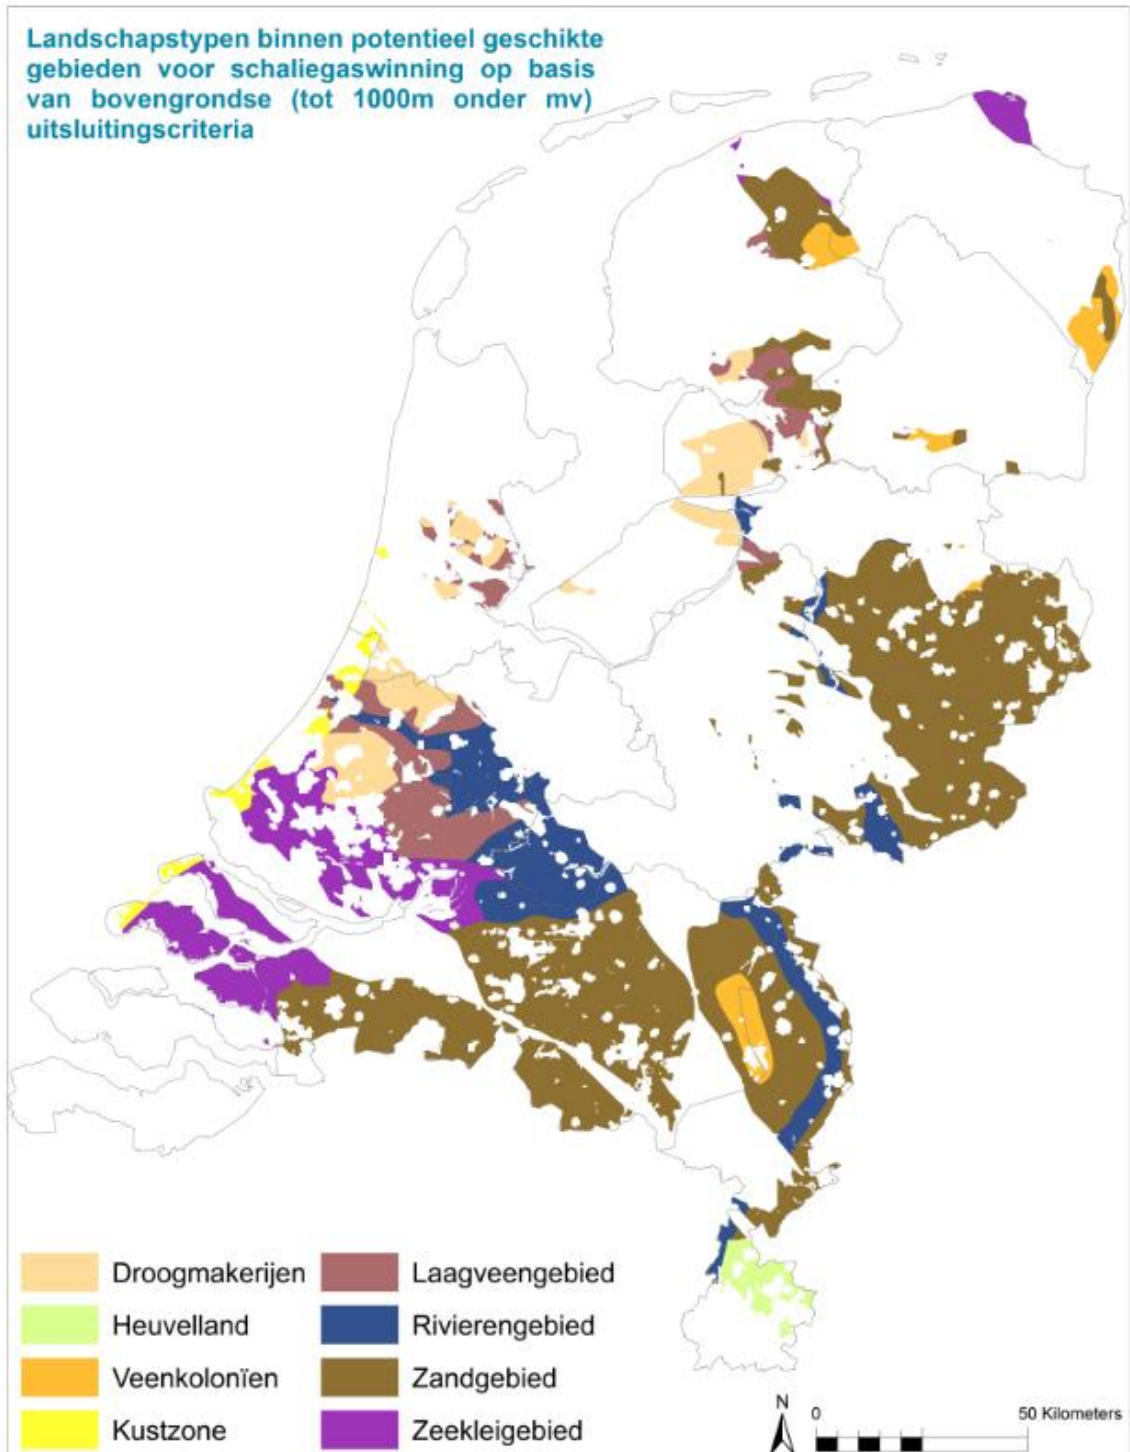 Landschapstypen binnen potentieel geschikte
gebieden voor schaliegaswinning op basis
van bovengrondse (tot 1000m onder mv)
uitsluitingscriteria
Droogmakerijen
Heuvelland
Veenkolonïen
Kustzone
Laagveengebied
Rivierengebied
Zandgebied
Zeekleigebied
N
0
50 Kilometers